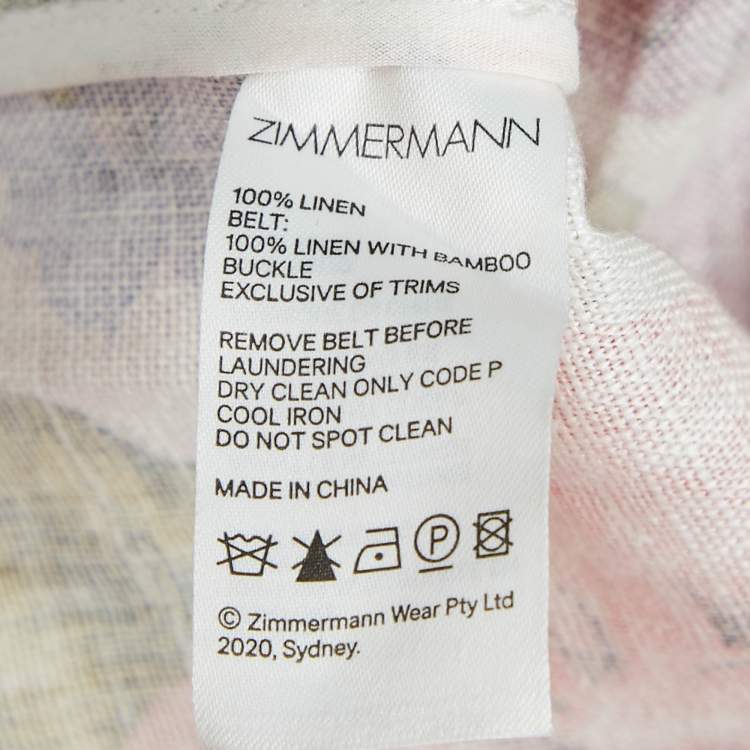 ZIMMERMANN
100% LINEN
BELT:
100% LINEN WITH BAMBOO
BUCKLE
EXCLUSIVE OF TRIMS
REMOVE BELT BEFORE
LAUNDERING
DRY CLEAN ONLY CODE P
COOL IRON
DO NOT SPOT CLEAN
MADE IN CHINA
P
© Zimmermann Wear Pty Ltd
2020, Sydney.